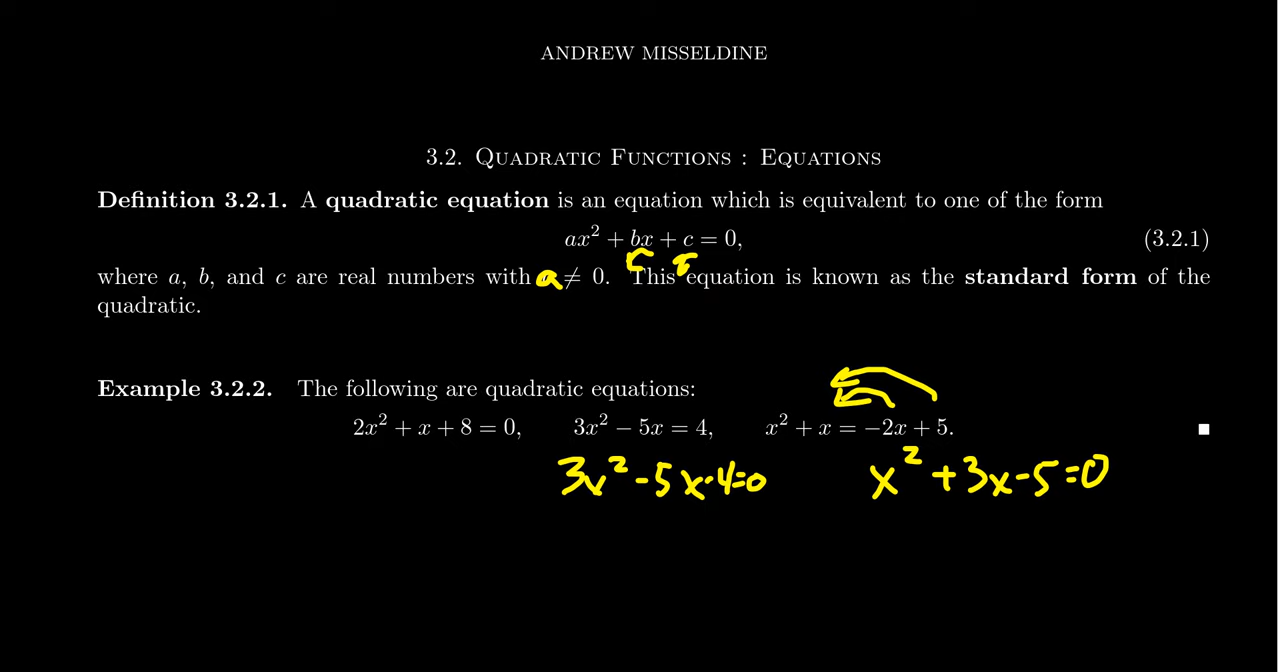 ANDREW MISSELDINE
3.2. QUADRATIC FUNCTIONS : EQUATIONS
Definition 3.2.1. A quadratic equation is an equation which is equivalent to one of the form
ax² + bx + c = 0, (3.2.1)
where a, b, and c are real numbers with a ≠ 0. This equation is known as the standard form of the
quadratic.
Example 3.2.2. The following are quadratic equations:
2x² + x + 8 = 0, 3x² − 5x = 4, x² + x = −2x + 5.
3x² - 5x - 4 = 0 x² + 3x - 5 = 0